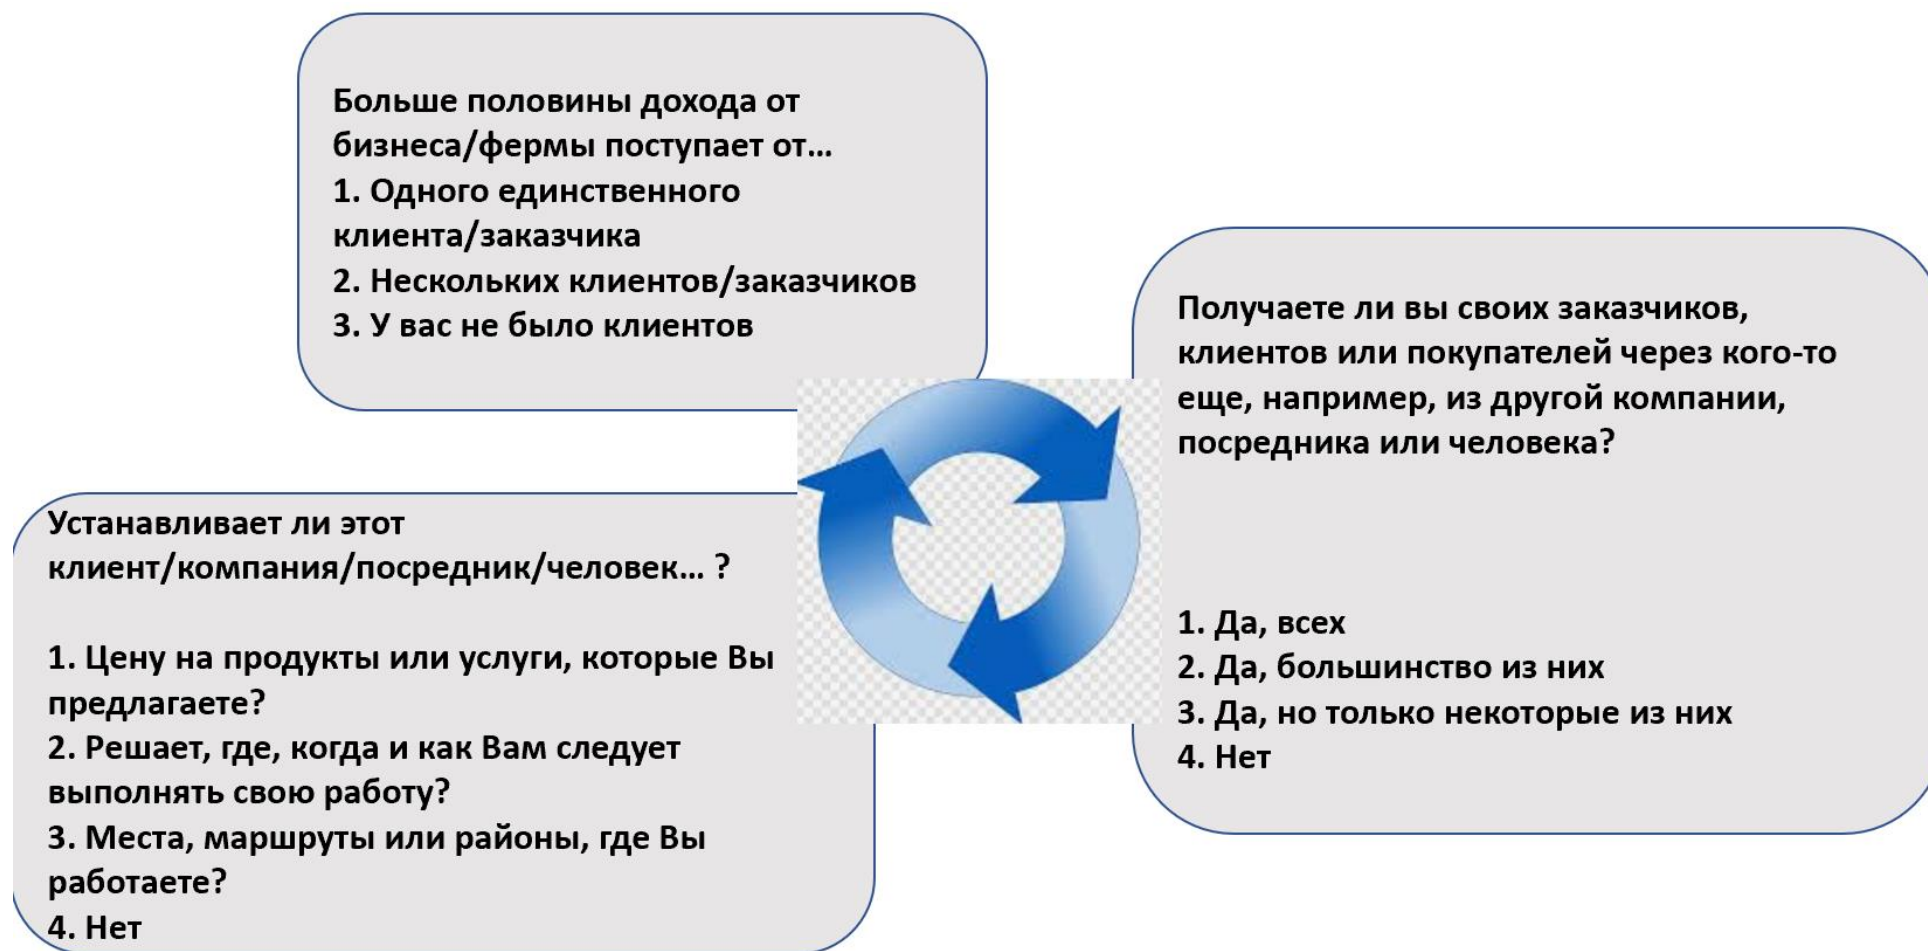 Больше половины дохода от
бизнеса/фермы поступает от...
1. Одного единственного
клиента/заказчика
2. Нескольких клиентов/заказчиков
3. У вас не было клиентов
Получаете ли вы своих заказчиков,
клиентов или покупателей через кого-то
еще, например, из другой компании,
посредника или человека?
1. Да, всех
2. Да, большинство из них
3. Да, но только некоторые из них
4. Нет
Устанавливает ли этот
клиент/компания/посредник/человек... ?
1. Цену на продукты или услуги, которые Вы
предлагаете?
2. Решает, где, когда и как Вам следует
выполнять свою работу?
3. Места, маршруты или районы, где Вы
работаете?
4. Нет